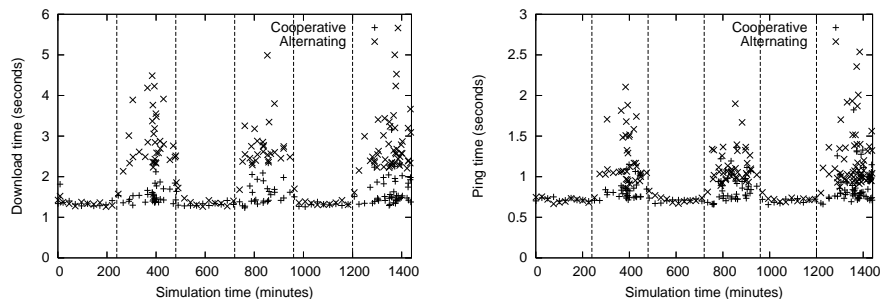 6
5
4
3
2
1
0
0 200 400 600 800 1000 1200 1400
Download time (seconds)
Simulation time (minutes)
Cooperative
Alternating
3
2.5
2
1.5
1
0.5
0
0 200 400 600 800 1000 1200 1400
Ping time (seconds)
Simulation time (minutes)
Cooperative
Alternating